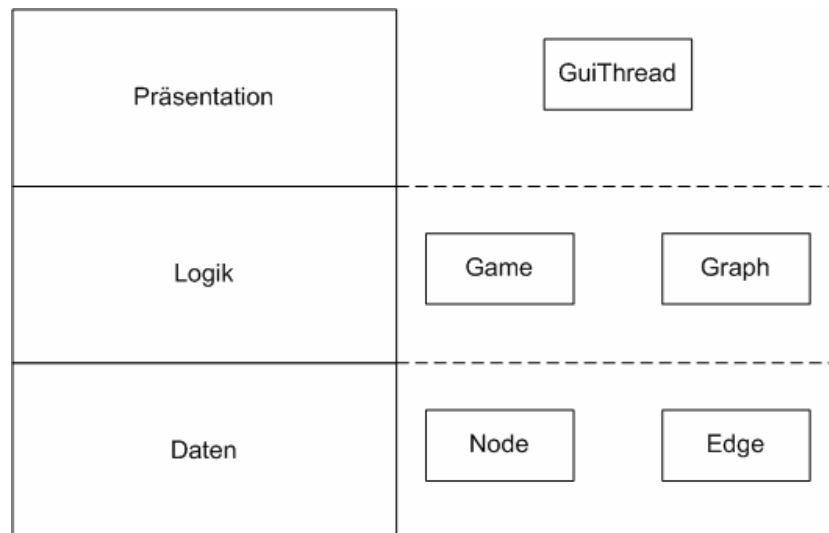 Präsentation
GuiThread
Logik
Game
Graph
Daten
Node
Edge